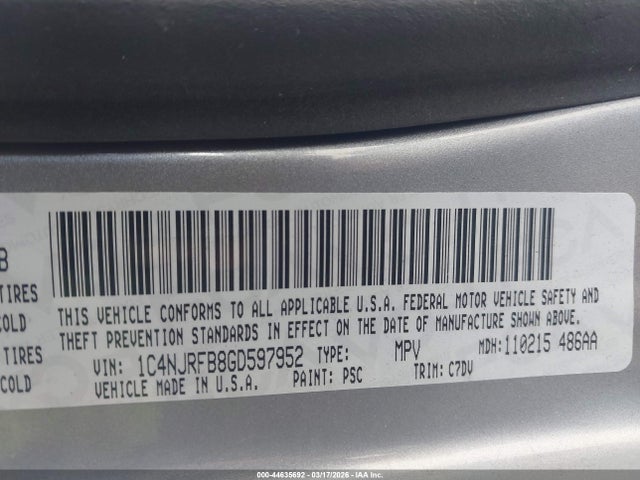 B
TIRES
COLD
TIRES
COLD
THIS VEHICLE CONFORMS TO ALL APPLICABLE U.S.A. FEDERAL MOTOR VEHICLE SAFETY AND
THEFT PREVENTION STANDARDS IN EFFECT ON THE DATE OF MANUFACTURE SHOWN ABOVE.
VIN: 1C4NJRFB8GD597952 TYPE: MPV MDH: 110215 486AA
VEHICLE MADE IN U.S.A. PAINT: PSC TRIM: C7DV
000-44635692 - 03/17/2026 - IAA Inc.